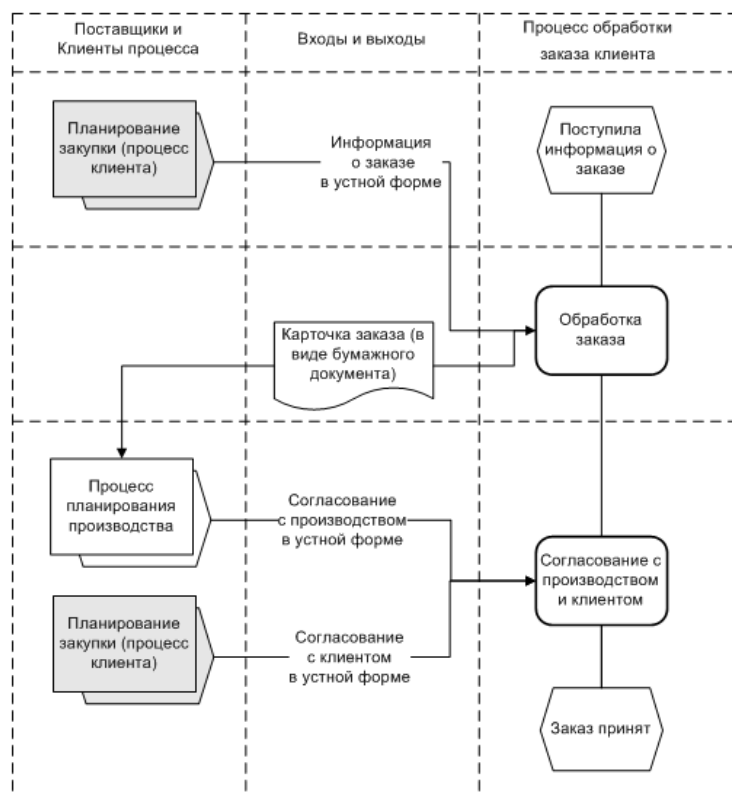 Поставщики и
Клиенты процесса
Входы и выходы
Процесс обработки
заказа клиента
Планирование
закупки (процесс
клиента)
Информация
о заказе
в устной форме
Поступила
информация о
заказе
Карточка заказа (в
виде бумажного
документа)
Обработка
заказа
Процесс
планирования
производства
Согласование
с производством
в устной форме
Согласование с
производством
и клиентом
Планирование
закупки (процесс
клиента)
Согласование
с клиентом
в устной форме
Заказ принят